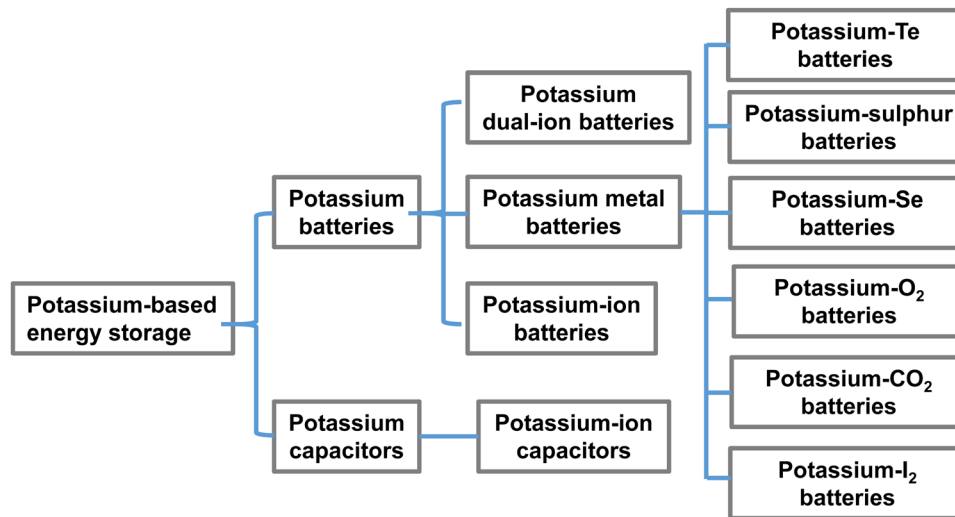 Potassium-based
energy storage
Potassium
batteries
Potassium
capacitors
Potassium
dual-ion batteries
Potassium metal
batteries
Potassium-ion
batteries
Potassium-ion
capacitors
Potassium-Te
batteries
Potassium-sulphur
batteries
Potassium-Se
batteries
Potassium-O₂
batteries
Potassium-CO₂
batteries
Potassium-I₂
batteries